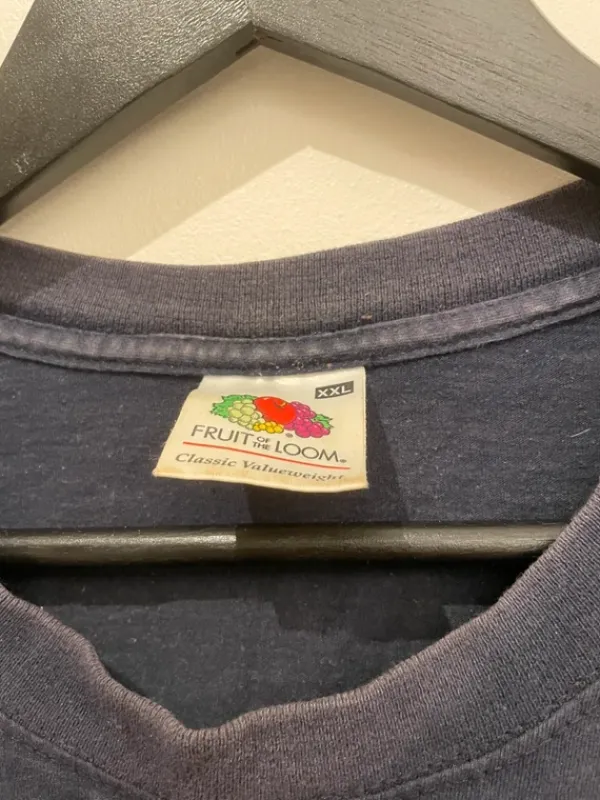 XXL
FRUIT OF THE LOOM®
Classic Valueweight